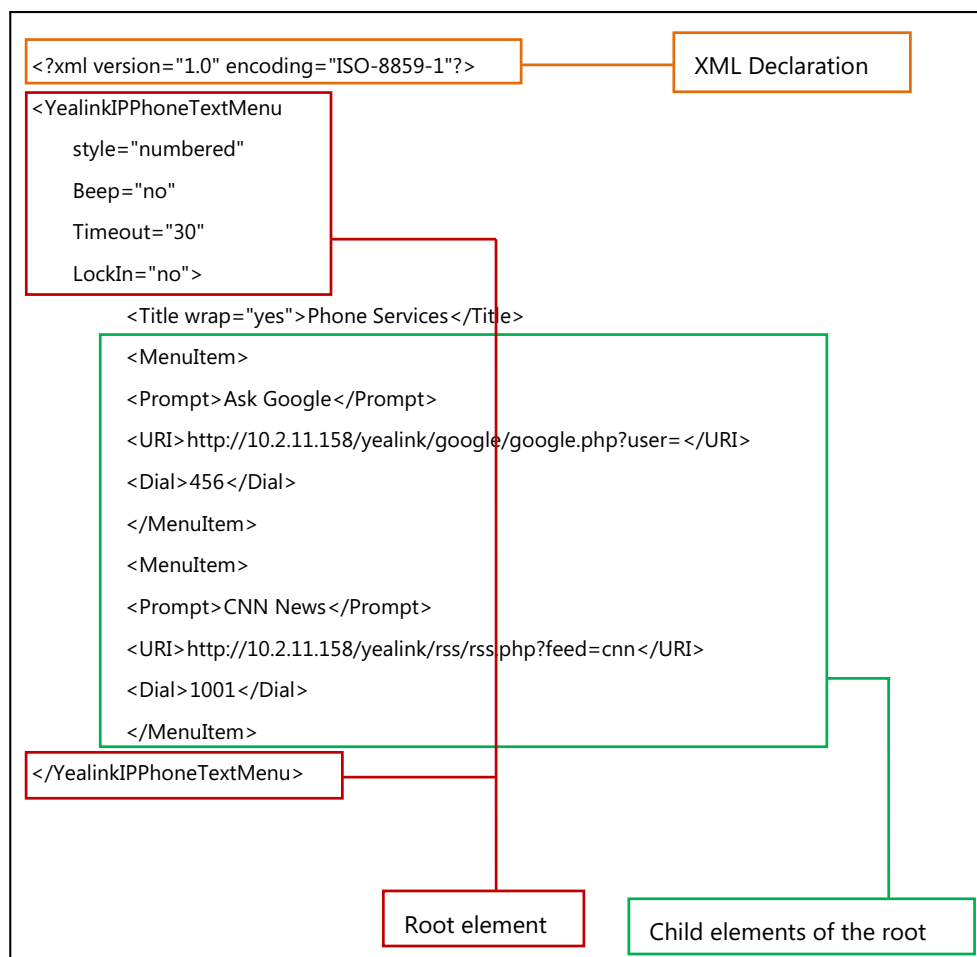 <?xml version="1.0" encoding="ISO-8859-1"?>
XML Declaration
<YealinkIPPhoneTextMenu
style="numbered"
Beep="no"
Timeout="30"
LockIn="no">
<Title wrap="yes">Phone Services</Title>
<MenuItem>
<Prompt>Ask Google</Prompt>
<URI>http://10.2.11.158/yealink/google/google.php?user=</URI>
<Dial>456</Dial>
</MenuItem>
<MenuItem>
<Prompt>CNN News</Prompt>
<URI>http://10.2.11.158/yealink/rss/rss.php?feed=cnn</URI>
<Dial>1001</Dial>
</MenuItem>
</YealinkIPPhoneTextMenu>
Root element
Child elements of the root